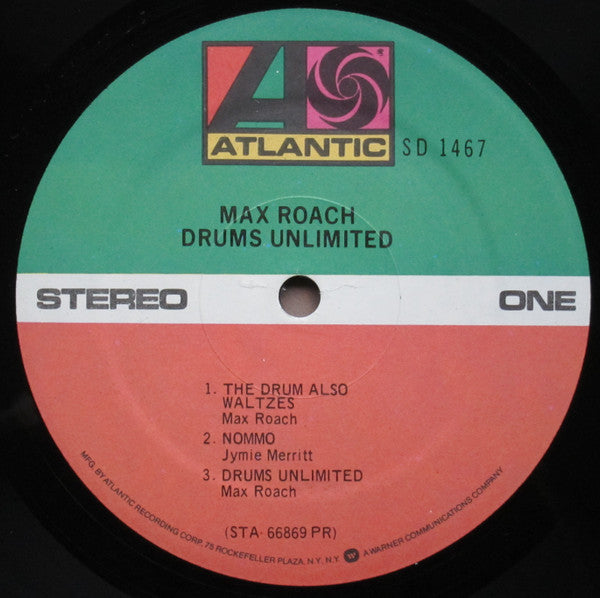 ATLANTIC
SD 1467
MAX ROACH
DRUMS UNLIMITED
STEREO
ONE
1. THE DRUM ALSO
WALTZES
Max Roach
2. NOMMO
Jymie Merritt
3. DRUMS UNLIMITED
Max Roach
(STA· 66869 PR)
MFG. BY ATLANTIC RECORDING CORP. 75 ROCKEFELLER PLAZA, N.Y. N.Y. W A WARNER COMMUNICATIONS COMPANY